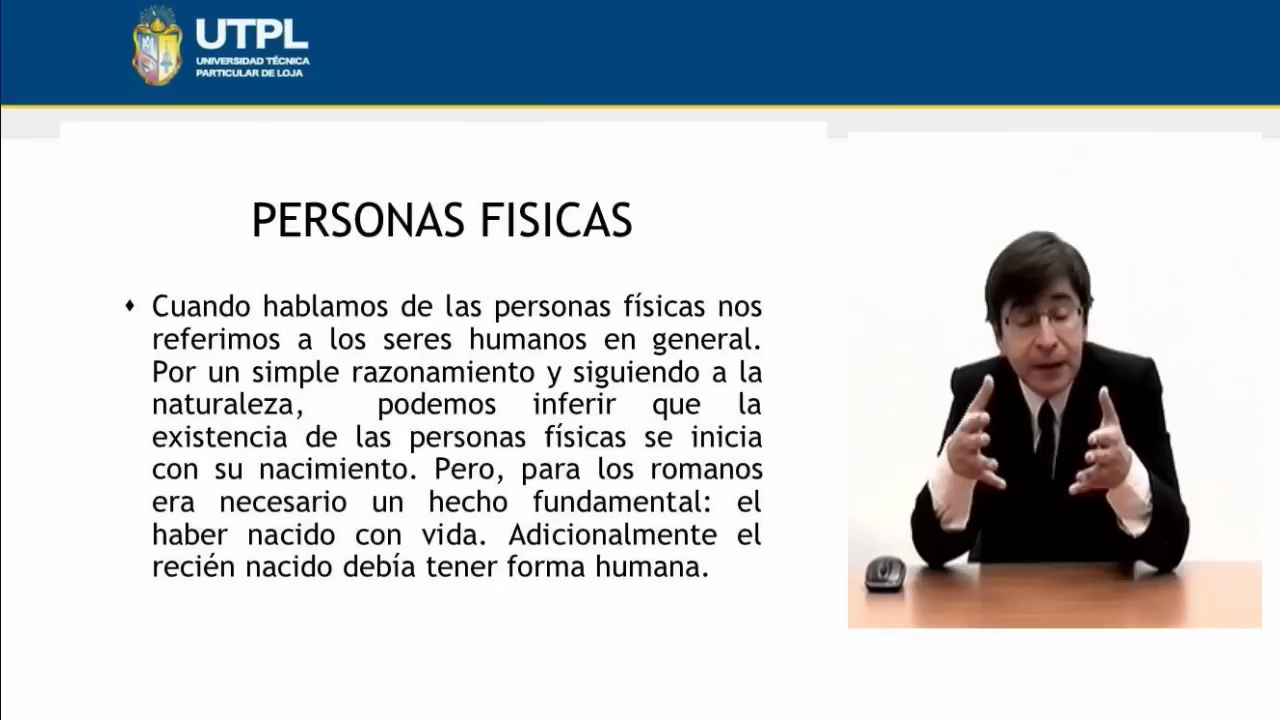 UTPL
UNIVERSIDAD TÉCNICA
PARTICULAR DE LOJA
PERSONAS FISICAS
Cuando hablamos de las personas físicas nos
referimos a los seres humanos en general.
Por un simple razonamiento y siguiendo a la
naturaleza, podemos inferir que la
existencia de las personas físicas se inicia
con su nacimiento. Pero, para los romanos
era necesario un hecho fundamental: el
haber nacido con vida. Adicionalmente el
recién nacido debía tener forma humana.